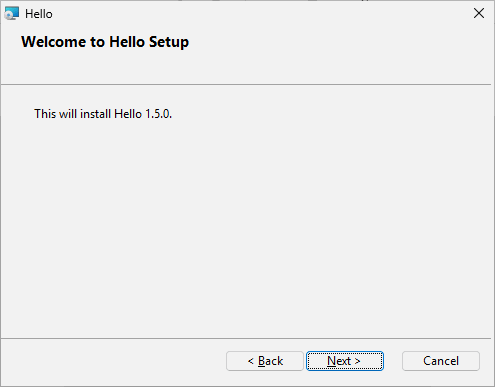 Hello
Welcome to Hello Setup
This will install Hello 1.5.0.
< Back
Next >
Cancel